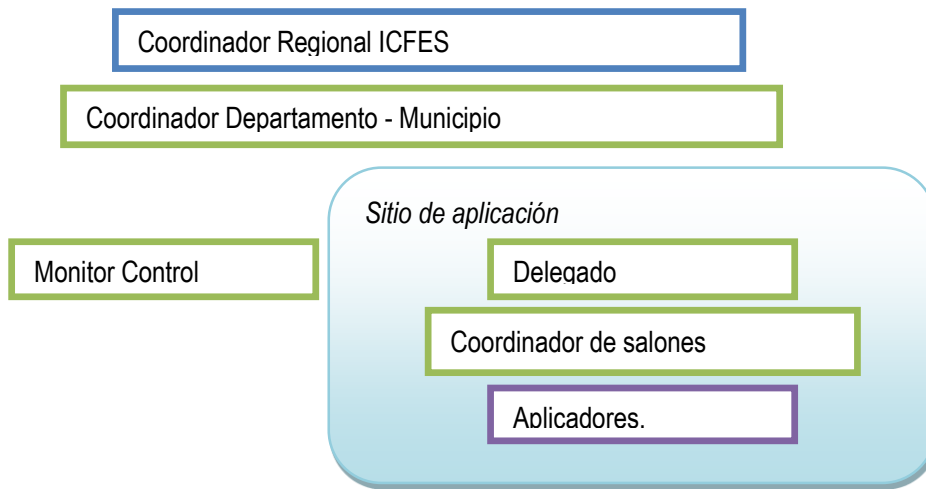 Coordinador Regional ICFES
Coordinador Departamento - Municipio
Sitio de aplicación
Monitor Control
Delegado
Coordinador de salones
Aplicadores.